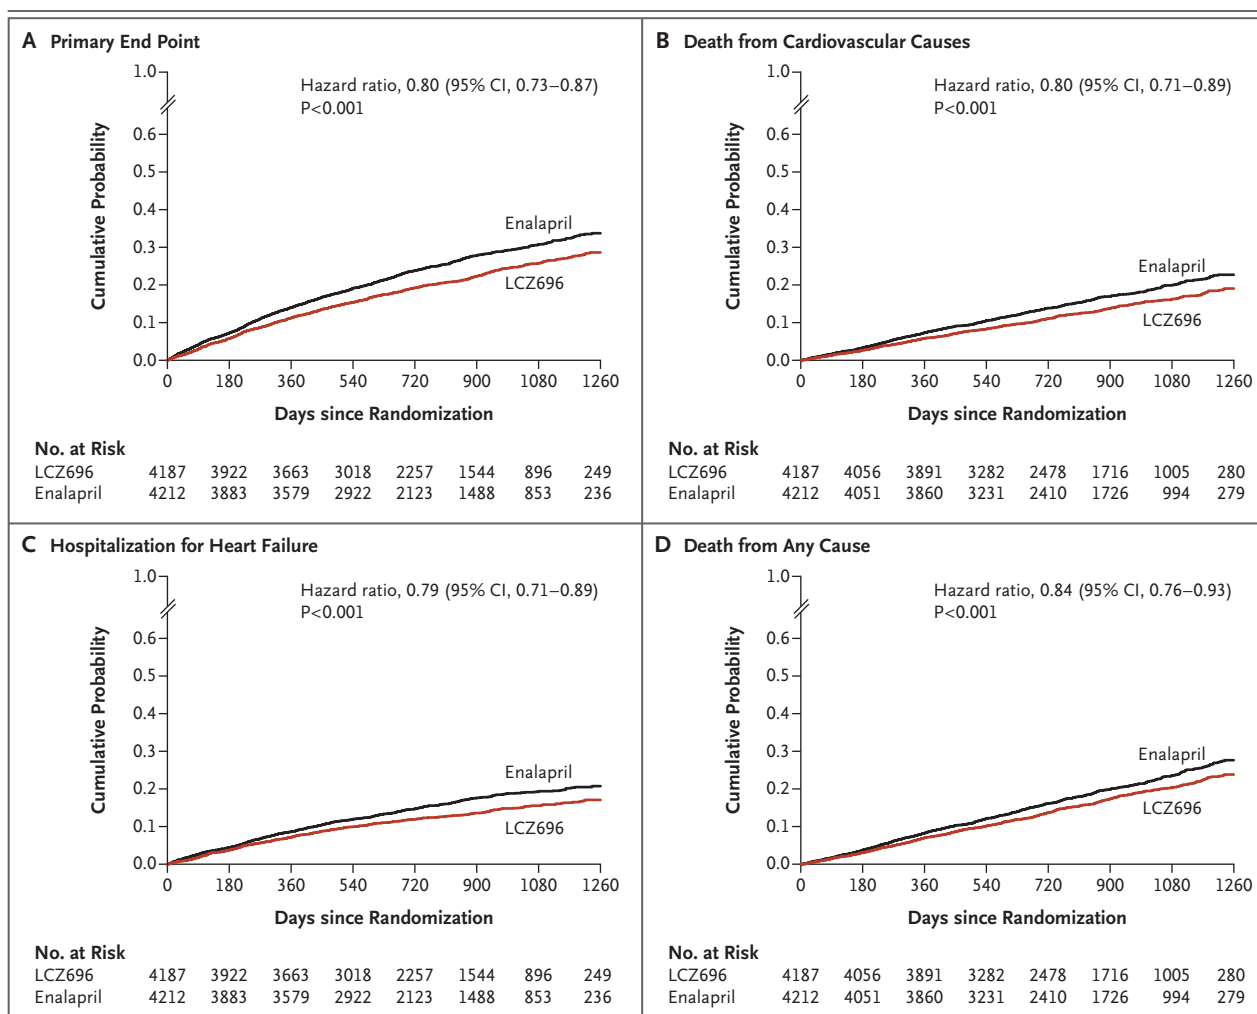 A Primary End Point
Hazard ratio, 0.80 (95% CI, 0.73–0.87)
P<0.001
Cumulative Probability
1.0
0.6
0.5
0.4
0.3
0.2
0.1
0.0
Enalapril
LCZ696
0 180 360 540 720 900 1080 1260
Days since Randomization
No. at Risk
LCZ696 4187 3922 3663 3018 2257 1544 896 249
Enalapril 4212 3883 3579 2922 2123 1488 853 236
B Death from Cardiovascular Causes
Hazard ratio, 0.80 (95% CI, 0.71–0.89)
P<0.001
Cumulative Probability
1.0
0.6
0.5
0.4
0.3
0.2
0.1
0.0
Enalapril
LCZ696
0 180 360 540 720 900 1080 1260
Days since Randomization
No. at Risk
LCZ696 4187 4056 3891 3282 2478 1716 1005 280
Enalapril 4212 4051 3860 3231 2410 1726 994 279
C Hospitalization for Heart Failure
Hazard ratio, 0.79 (95% CI, 0.71–0.89)
P<0.001
Cumulative Probability
1.0
0.6
0.5
0.4
0.3
0.2
0.1
0.0
Enalapril
LCZ696
0 180 360 540 720 900 1080 1260
Days since Randomization
No. at Risk
LCZ696 4187 3922 3663 3018 2257 1544 896 249
Enalapril 4212 3883 3579 2922 2123 1488 853 236
D Death from Any Cause
Hazard ratio, 0.84 (95% CI, 0.76–0.93)
P<0.001
Cumulative Probability
1.0
0.6
0.5
0.4
0.3
0.2
0.1
0.0
Enalapril
LCZ696
0 180 360 540 720 900 1080 1260
Days since Randomization
No. at Risk
LCZ696 4187 4056 3891 3282 2478 1716 1005 280
Enalapril 4212 4051 3860 3231 2410 1726 994 279